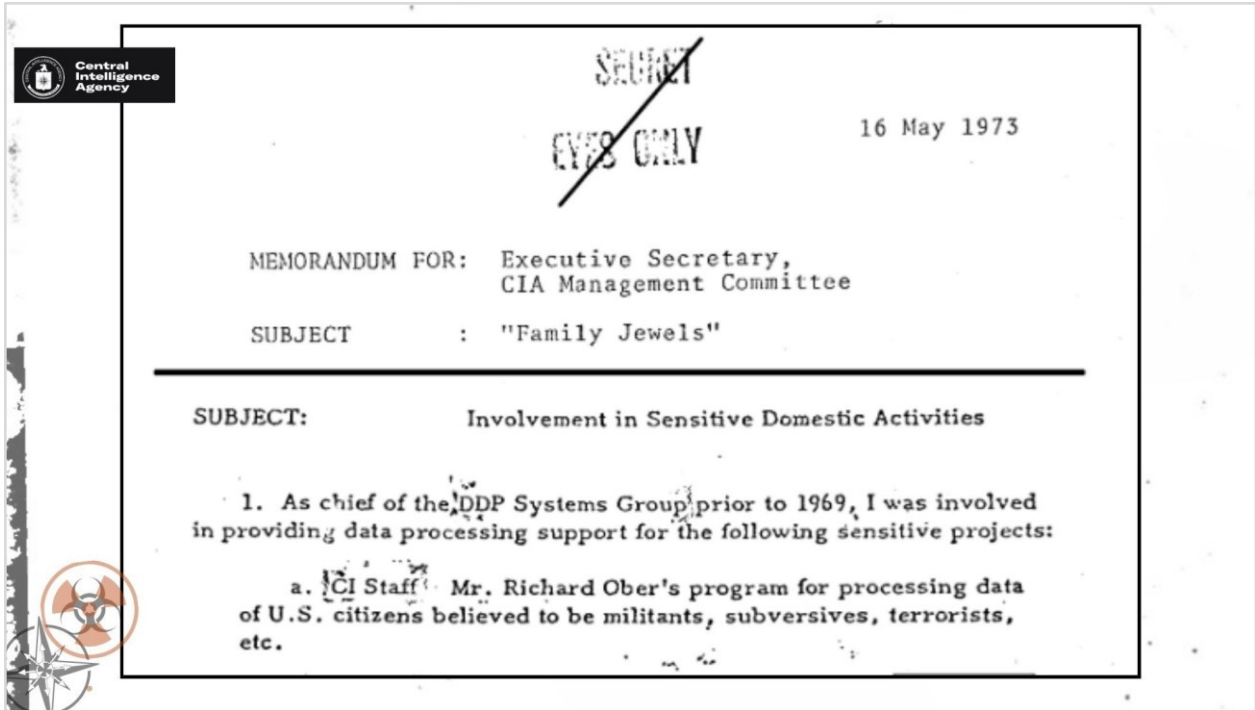 Central
Intelligence
Agency
SECRET
EYES ONLY
16 May 1973
MEMORANDUM FOR: Executive Secretary,
CIA Management Committee
SUBJECT : "Family Jewels"
SUBJECT: Involvement in Sensitive Domestic Activities
1. As chief of the DDP Systems Group prior to 1969, I was involved
in providing data processing support for the following sensitive projects:
a. CI Staff Mr. Richard Ober's program for processing data
of U.S. citizens believed to be militants, subversives, terrorists,
etc.